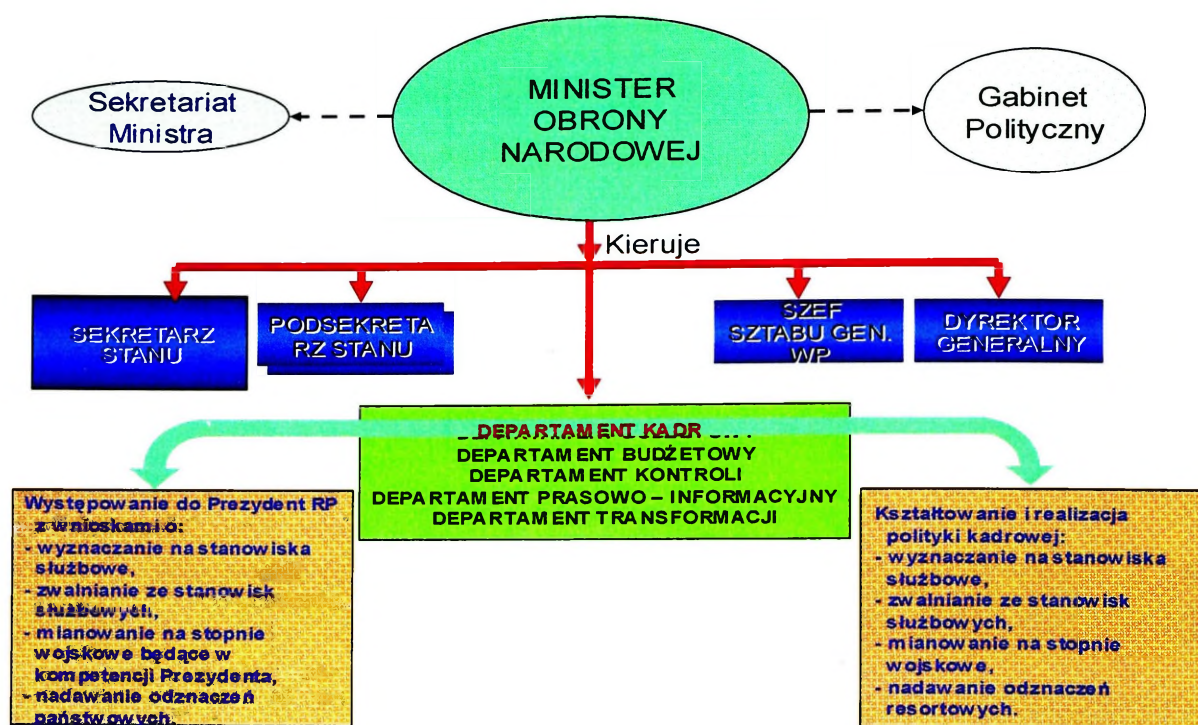 MINISTER
OBRONY
NARODOWEJ
Sekretariat
Ministra
Gabinet
Polityczny
Kieruje
SEKRETARZ
STANU
PODSEKRETA
RZ STANU
SZEF
SZTABU GEN.
WP
DYREKTOR
GENERALNY
DEPARTAMENT KADR
DEPARTAMENT BUDŻETOWY
DEPARTAMENT KONTROLI
DEPARTAMENT PRASOWO – INFORMACYJNY
DEPARTAMENT TRANSFORMACJI
Występowanie do Prezydent RP
z wnioskami o:
- wyznaczanie na stanowiska
służbowe,
- zwalnianie ze stanowisk
służbowych,
- mianowanie na stopnie
wojskowe będące w
kompetencji Prezydenta,
- nadawanie odznaczeń
państwowych.
Kształtowanie i realizacja
polityki kadrowej:
- wyznaczanie na stanowiska
służbowe,
- zwalnianie ze stanowisk
służbowych,
- mianowanie na stopnie
wojskowe,
- nadawanie odznaczeń
resortowych.